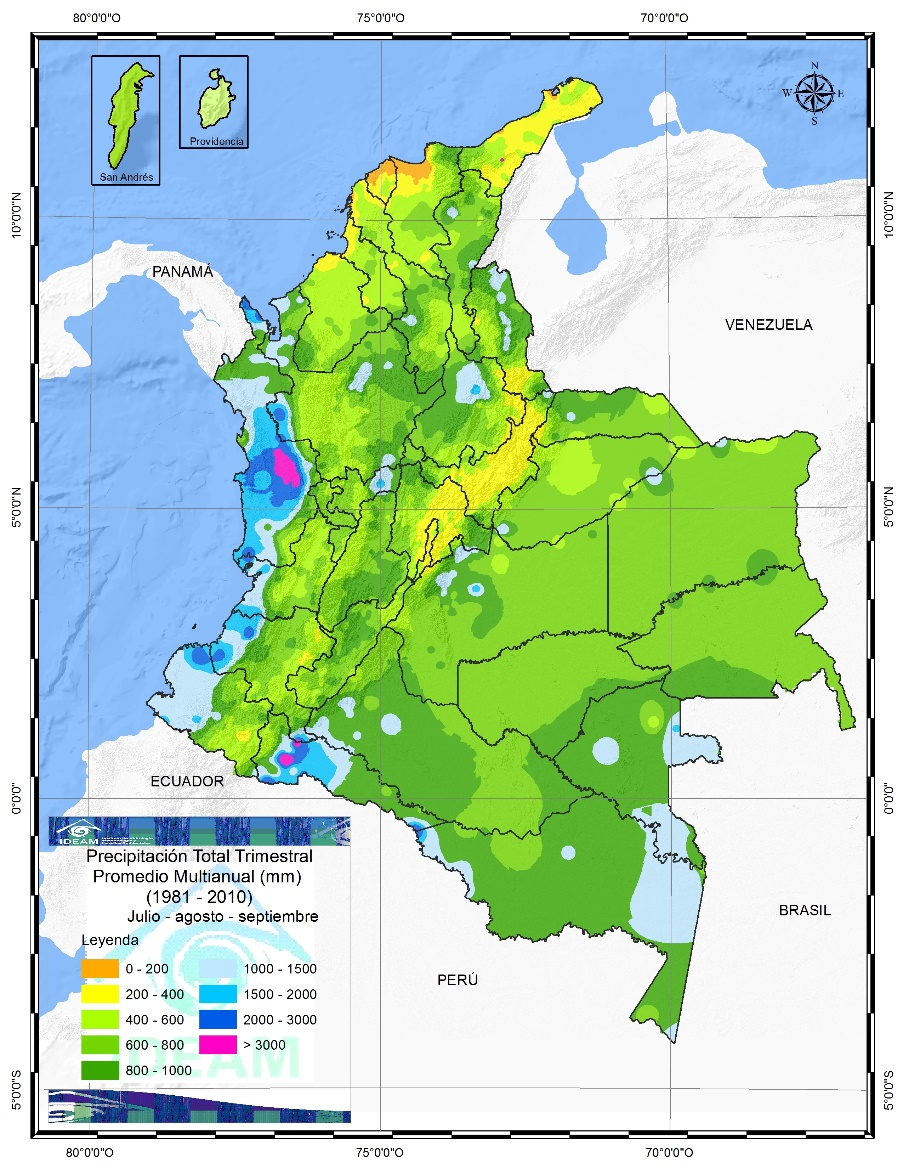 80°0'0"O
75°0'0"O
70°0'0"O
San Andrés
Providencia
N
W
E
S
10°0'0"N
10°0'0"N
PANAMÁ
VENEZUELA
5°0'0"N
5°0'0"N
ECUADOR
0°0'0"
0°0'0"
IDEAM
Precipitación Total Trimestral
Promedio Multianual (mm)
(1981 - 2010)
Julio - agosto - septiembre
Leyenda
0 - 200
200 - 400
400 - 600
600 - 800
800 - 1000
1000 - 1500
1500 - 2000
2000 - 3000
> 3000
IDEAM
BRASIL
PERÚ
5°0'0"S
5°0'0"S
80°0'0"O
75°0'0"O
70°0'0"O